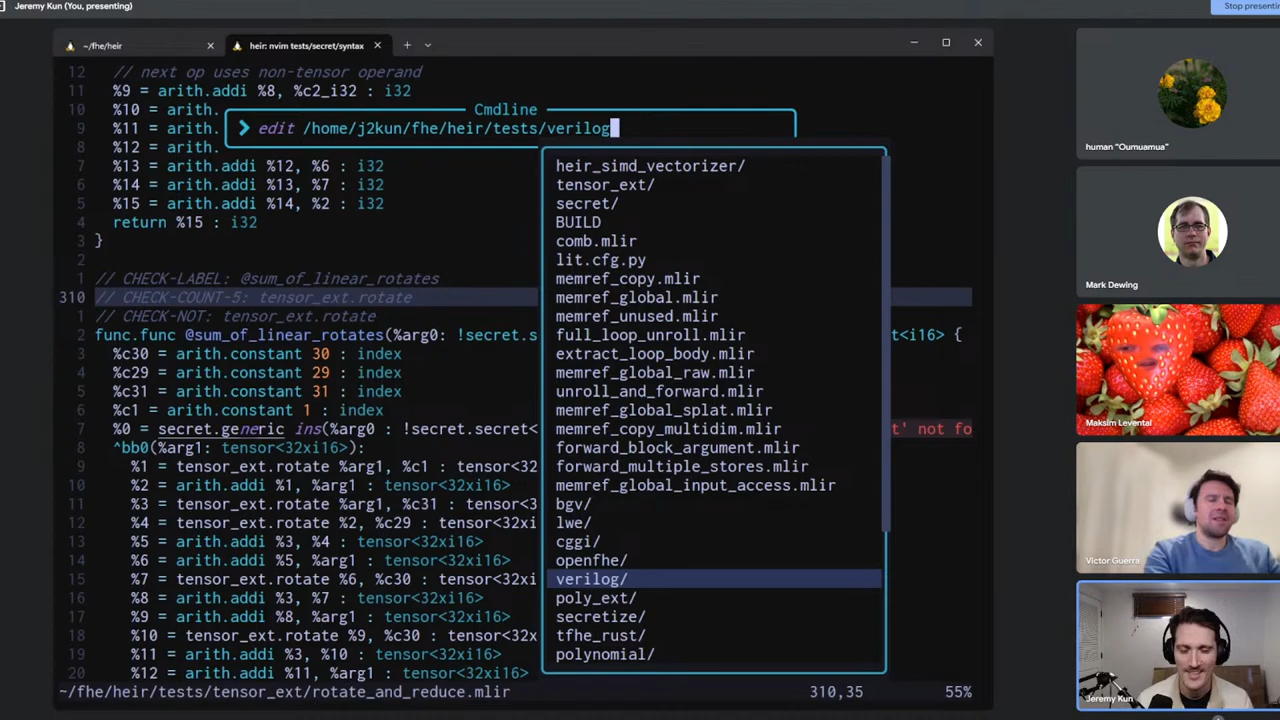 Jeremy Kun (You, presenting)
Stop presenting
~/fhe/heir
heir: nvim tests/secret/syntax
12 // next op uses non-tensor operand
11 %9 = arith.addi %8, %c2_i32 : i32
10 %10 = arith.
9 %11 = arith.
8 %12 = arith.
7 %13 = arith.addi %12, %6 : i32
6 %14 = arith.addi %13, %7 : i32
5 %15 = arith.addi %14, %2 : i32
4 return %15 : i32
3 }
2
1 // CHECK-LABEL: @sum_of_linear_rotates
310 // CHECK-COUNT-5: tensor_ext.rotate
1 // CHECK-NOT: tensor_ext.rotate
2 func.func @sum_of_linear_rotates(%arg0: !secret.s
t<i16> {
3 %c30 = arith.constant 30 : index
4 %c29 = arith.constant 29 : index
5 %c31 = arith.constant 31 : index
6 %c1 = arith.constant 1 : index
7 %0 = secret.generic ins(%arg0 : !secret.secret<
t' not fo
8 ^bb0(%arg1: tensor<32xi16>):
9 %1 = tensor_ext.rotate %arg1, %c1 : tensor<32
10 %2 = arith.addi %1, %arg1 : tensor<32xi16>
11 %3 = tensor_ext.rotate %arg1, %c31 : tensor<3
12 %4 = tensor_ext.rotate %2, %c29 : tensor<32xi
13 %5 = arith.addi %3, %4 : tensor<32xi16>
14 %6 = arith.addi %5, %arg1 : tensor<32xi16>
15 %7 = tensor_ext.rotate %6, %c30 : tensor<32xi
16 %8 = arith.addi %3, %7 : tensor<32xi16>
17 %9 = arith.addi %8, %arg1 : tensor<32xi16>
18 %10 = tensor_ext.rotate %9, %c30 : tensor<32x
19 %11 = arith.addi %3, %10 : tensor<32xi16>
20 %12 = arith.addi %11, %arg1 : tensor<32xi16>
~/fhe/heir/tests/tensor_ext/rotate_and_reduce.mlir 310,35 55%
Cmdline
edit /home/j2kun/fhe/heir/tests/verilog
heir_simd_vectorizer/
tensor_ext/
secret/
BUILD
comb.mlir
lit.cfg.py
memref_copy.mlir
memref_global.mlir
memref_unused.mlir
full_loop_unroll.mlir
extract_loop_body.mlir
memref_global_raw.mlir
unroll_and_forward.mlir
memref_global_splat.mlir
memref_copy_multidim.mlir
forward_block_argument.mlir
forward_multiple_stores.mlir
memref_global_input_access.mlir
bgv/
lwe/
cggi/
openfhe/
verilog/
poly_ext/
secretize/
tfhe_rust/
polynomial/
human "Oumuamua"
Mark Dewing
Maksim Levental
Victor Guerra
Jeremy Kun